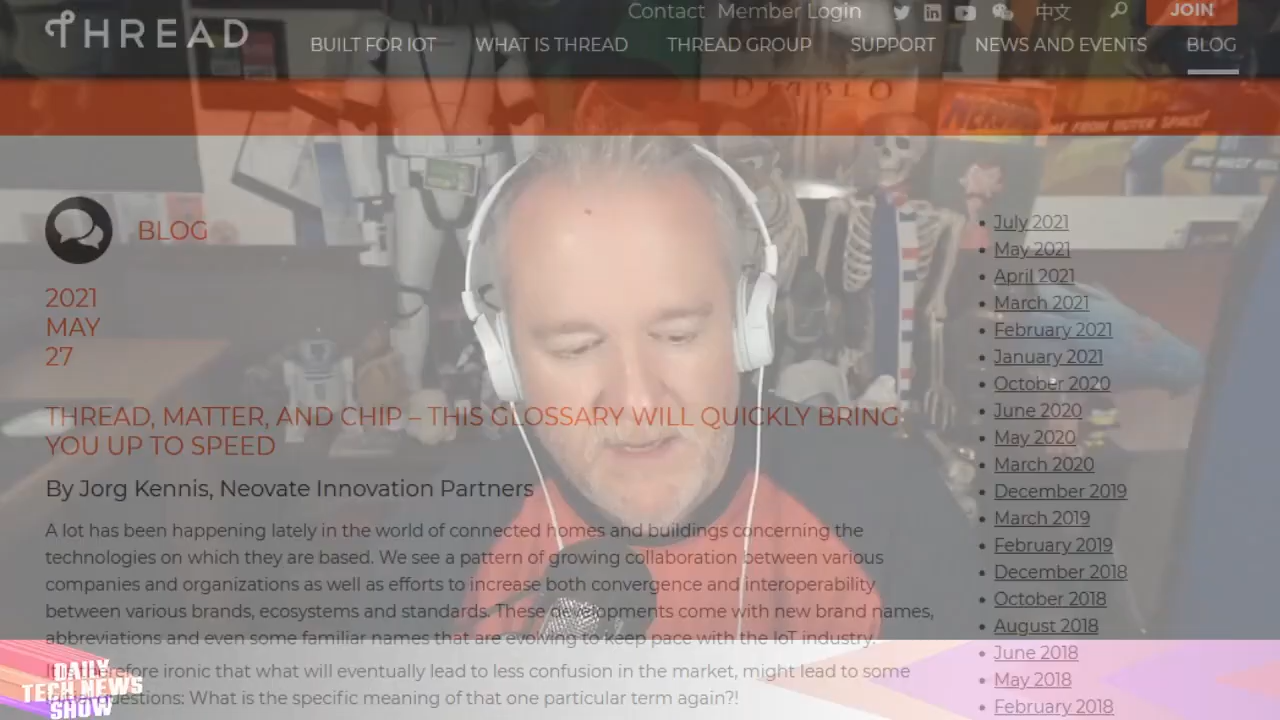 THREAD
Contact Member Login 中文 JOIN
BUILT FOR IOT WHAT IS THREAD THREAD GROUP SUPPORT NEWS AND EVENTS BLOG
DIABLO
FROM OUTER SPACE!
BLOG
2021
MAY
27
THREAD, MATTER, AND CHIP – THIS GLOSSARY WILL QUICKLY BRING
YOU UP TO SPEED
By Jorg Kennis, Neovate Innovation Partners
A lot has been happening lately in the world of connected homes and buildings concerning the
technologies on which they are based. We see a pattern of growing collaboration between various
companies and organizations as well as efforts to increase both convergence and interoperability
between various brands, ecosystems and standards. These developments come with new brand names,
abbreviations and even some familiar names that are evolving to keep pace with the IoT industry.
ironic that what will eventually lead to less confusion in the market, might lead to some
What is the specific meaning of that one particular term again?!
July 2021
May 2021
April 2021
March 2021
February 2021
January 2021
October 2020
June 2020
May 2020
March 2020
December 2019
March 2019
February 2019
December 2018
October 2018
August 2018
June 2018
May 2018
February 2018
DAILY
TECH NEWS
SHOW